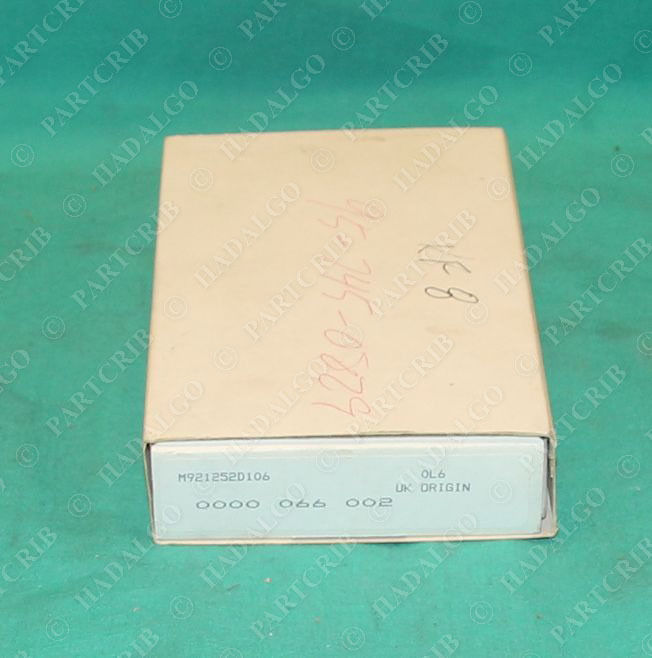 M921252D106
OL6
UK ORIGIN
0000 066 002
© PARTCRIB
HADALGO